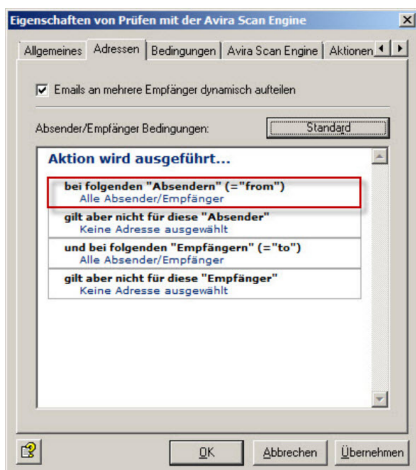 Eigenschaften von Prüfen mit der Avira Scan Engine
Allgemeines Adressen Bedingungen Avira Scan Engine Aktionen
Emails an mehrere Empfänger dynamisch aufteilen
Absender/Empfänger Bedingungen: Standard
Aktion wird ausgeführt...
bei folgenden "Absendern" (="from")
Alle Absender/Empfänger
gilt aber nicht für diese "Absender"
Keine Adresse ausgewählt
und bei folgenden "Empfängern" (="to")
Alle Absender/Empfänger
gilt aber nicht für diese "Empfänger"
Keine Adresse ausgewählt
OK Abbrechen Übernehmen